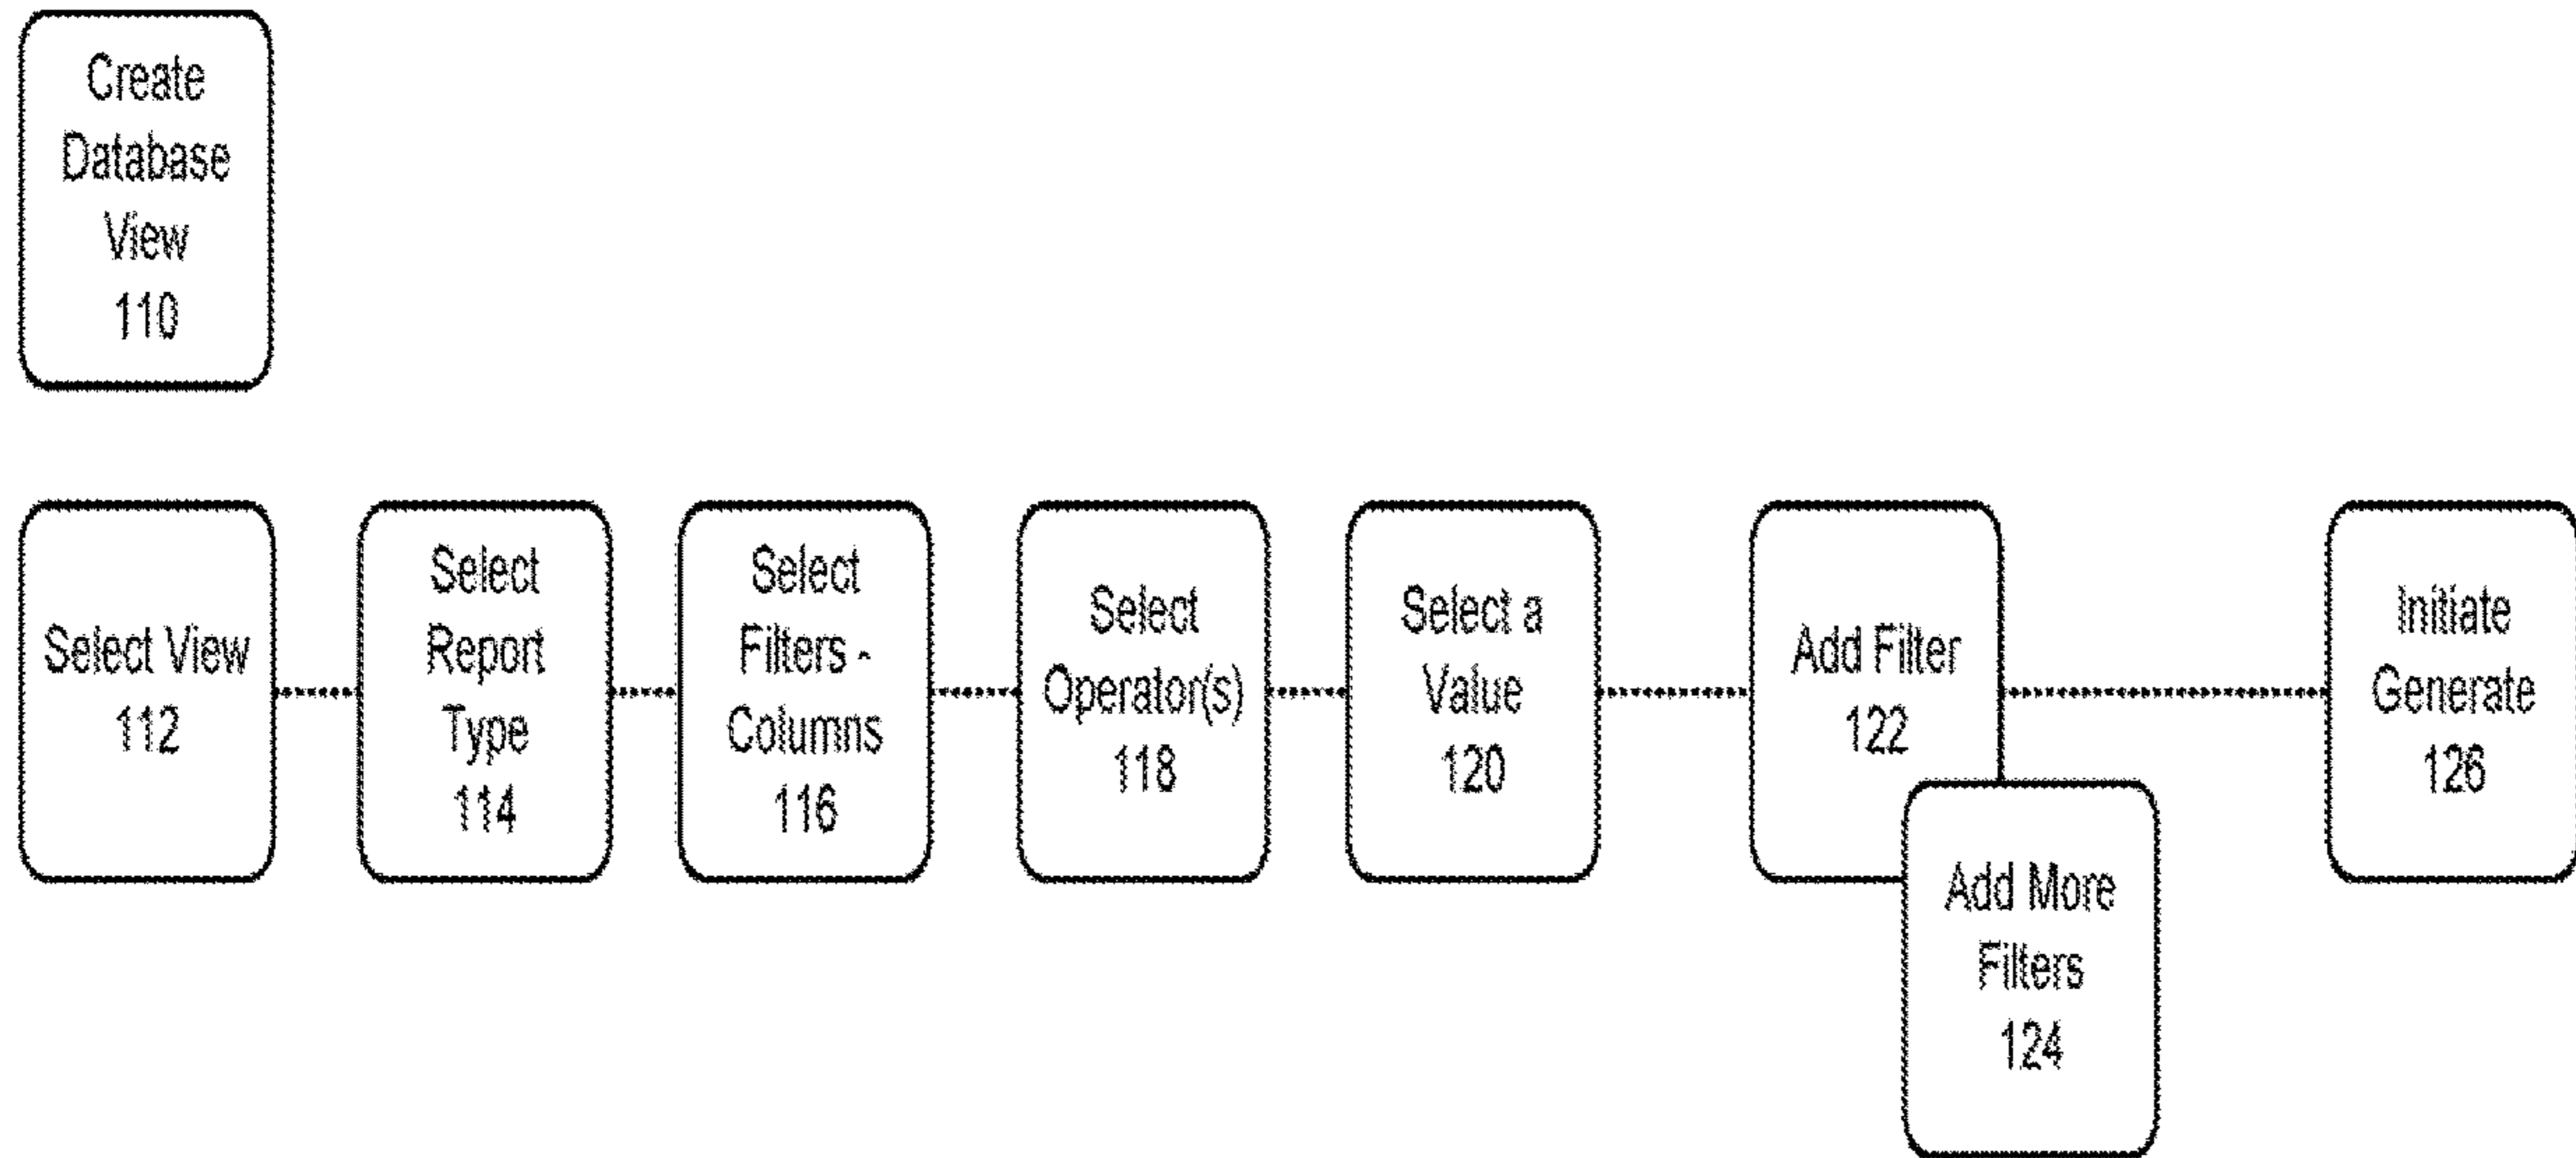 Create
Database
View
110
Select View
112
Select
Report
Type
114
Select
Filters -
Columns
116
Select
Operator(s)
118
Select a
Value
120
Add Filter
122
Add More
Filters
124
Initiate
Generate
126